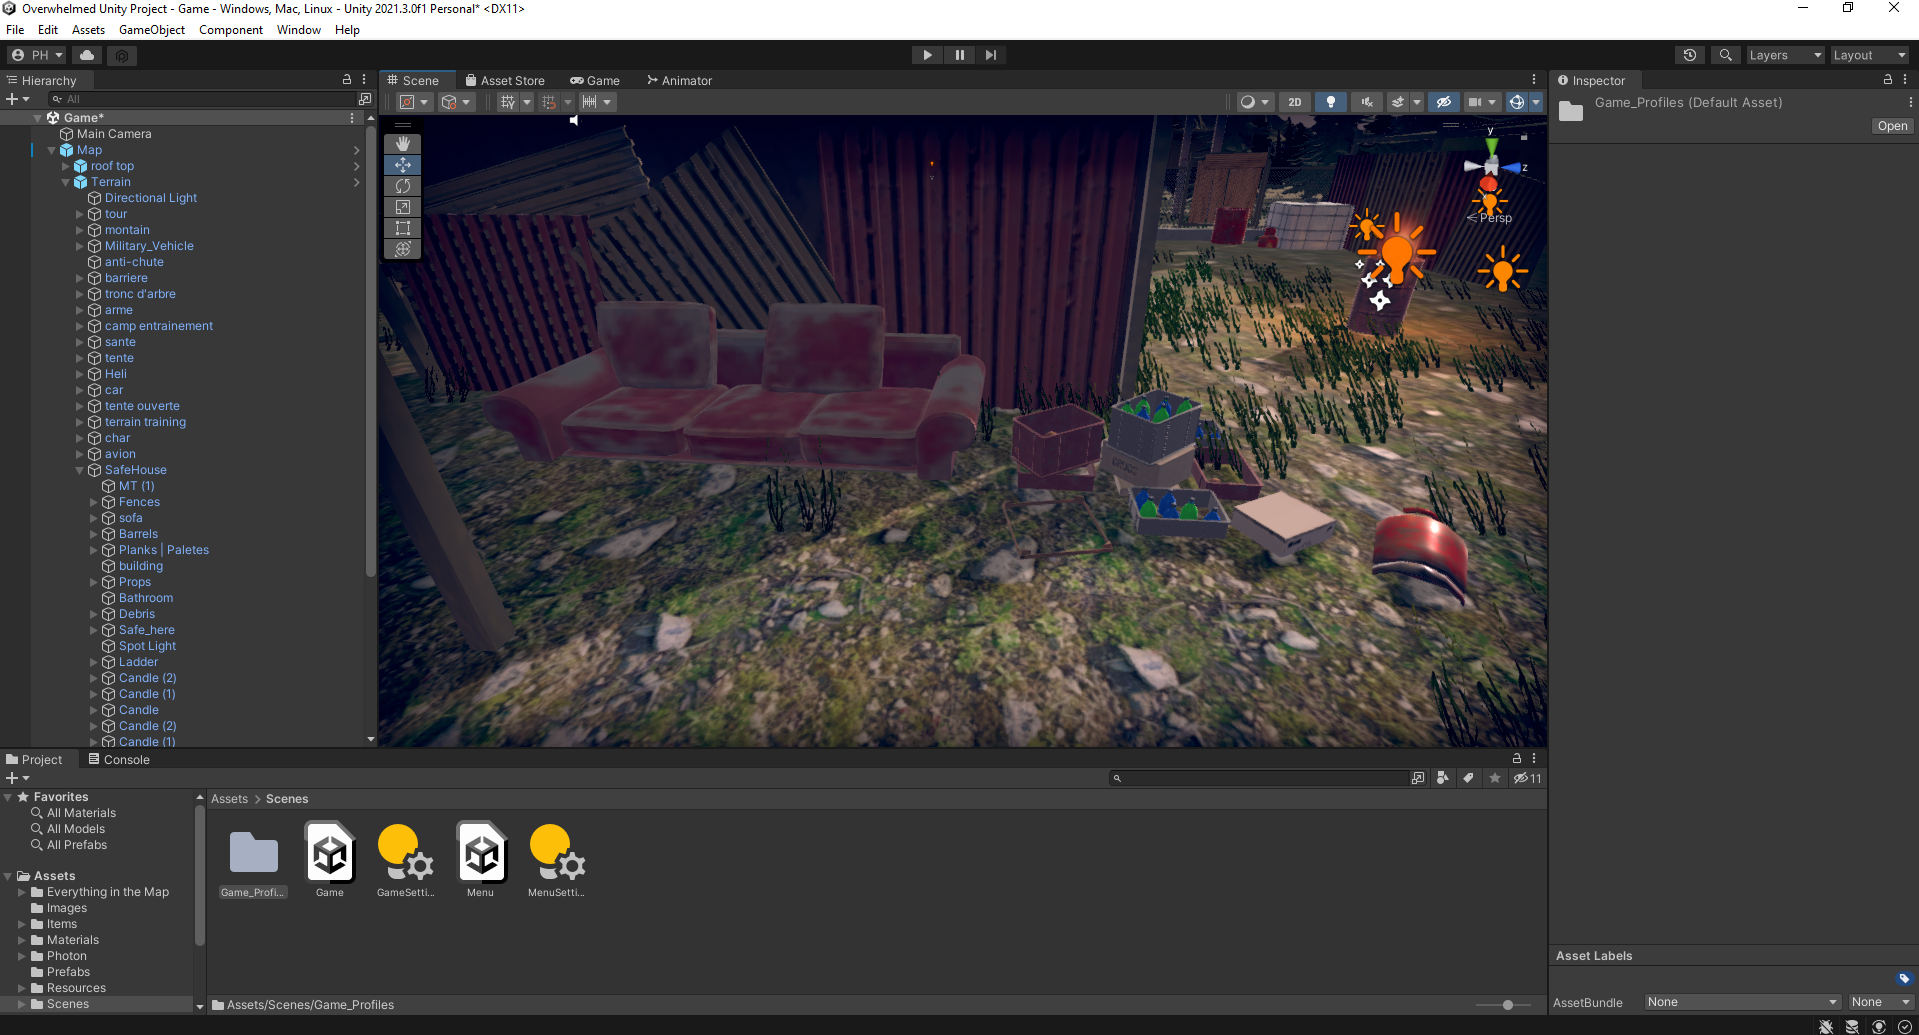 Overwhelmed Unity Project - Game - Windows, Mac, Linux - Unity 2021.3.0f1 Personal* <DX11>
File Edit Assets GameObject Component Window Help
PH Layers Layout
Hierarchy
All
Game*
Main Camera
Map
roof top
Terrain
Directional Light
tour
montain
Military_Vehicle
anti-chute
barriere
tronc d'arbre
arme
camp entrainement
sante
tente
Heli
car
tente ouverte
terrain training
char
avion
SafeHouse
MT (1)
Fences
sofa
Barrels
Planks | Paletes
building
Props
Bathroom
Debris
Safe_here
Spot Light
Ladder
Candle (2)
Candle (1)
Candle
Candle (2)
Candle (1)
Scene Asset Store Game Animator
2D
y
z
Persp
Inspector
Game_Profiles (Default Asset)
Open
Project Console
11
Favorites
All Materials
All Models
All Prefabs
Assets
Everything in the Map
Images
Items
Materials
Photon
Prefabs
Resources
Scenes
Assets > Scenes
Game_Profi...
Game
GameSetti...
Menu
MenuSetti...
Assets/Scenes/Game_Profiles
Asset Labels
AssetBundle None None